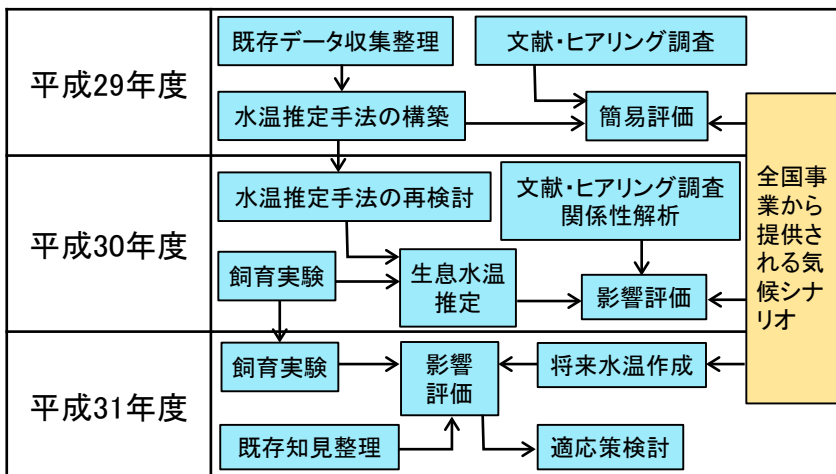 平成29年度
既存データ収集整理
文献・ヒアリング調査
水温推定手法の構築
簡易評価
平成30年度
水温推定手法の再検討
文献・ヒアリング調査
関係性解析
飼育実験
生息水温
推定
影響評価
平成31年度
飼育実験
影響
評価
将来水温作成
既存知見整理
適応策検討
全国事
業から
提供さ
れる気
候シナ
リオ